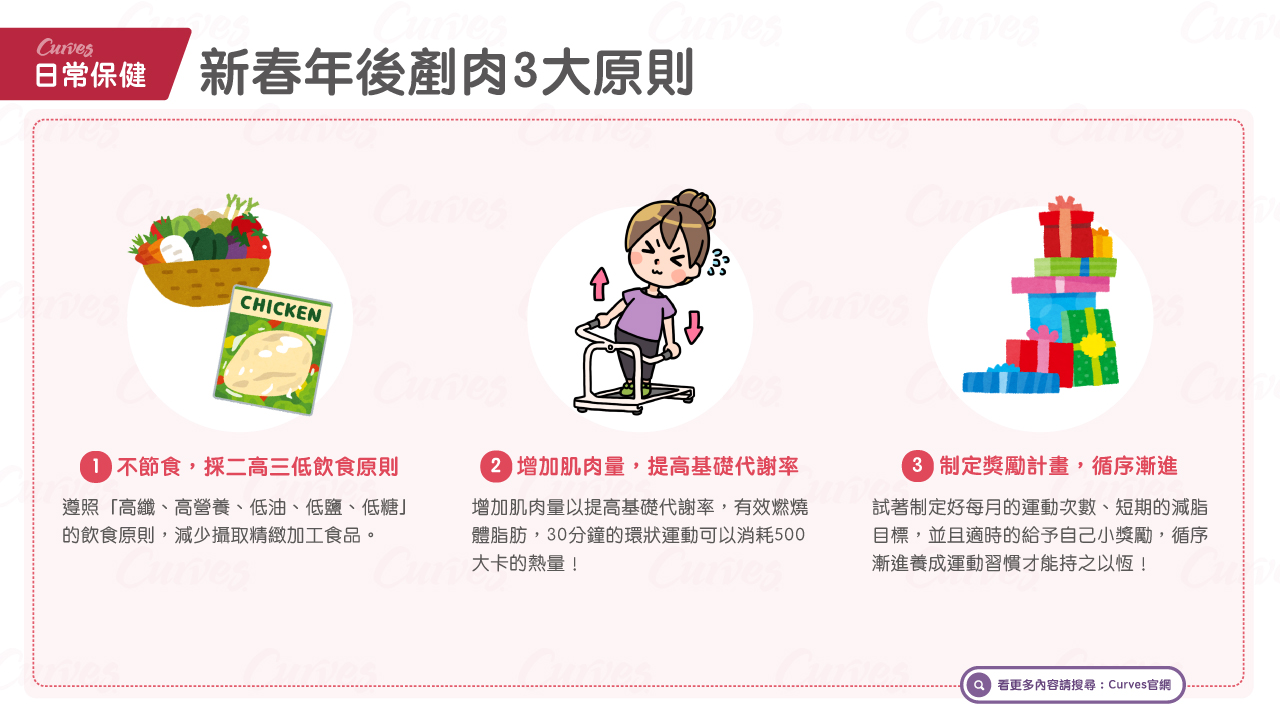 Curves
日常保健
新春年後剷肉3大原則
CHICKEN
1 不節食，採二高三低飲食原則
遵照「高纖、高營養、低油、低鹽、低糖」
的飲食原則，減少攝取精緻加工食品。
2 增加肌肉量，提高基礎代謝率
增加肌肉量以提高基礎代謝率，有效燃燒
體脂肪，30分鐘的環狀運動可以消耗500
大卡的熱量！
3 制定獎勵計畫，循序漸進
試著制定好每月的運動次數、短期的減脂
目標，並且適時的給予自己小獎勵，循序
漸進養成運動習慣才能持之以恆！
看更多內容請搜尋：Curves官網